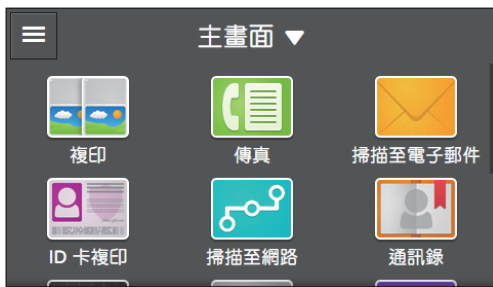 主畫面 ▼
複印
傳真
掃描至電子郵件
ID 卡複印
掃描至網路
通訊錄